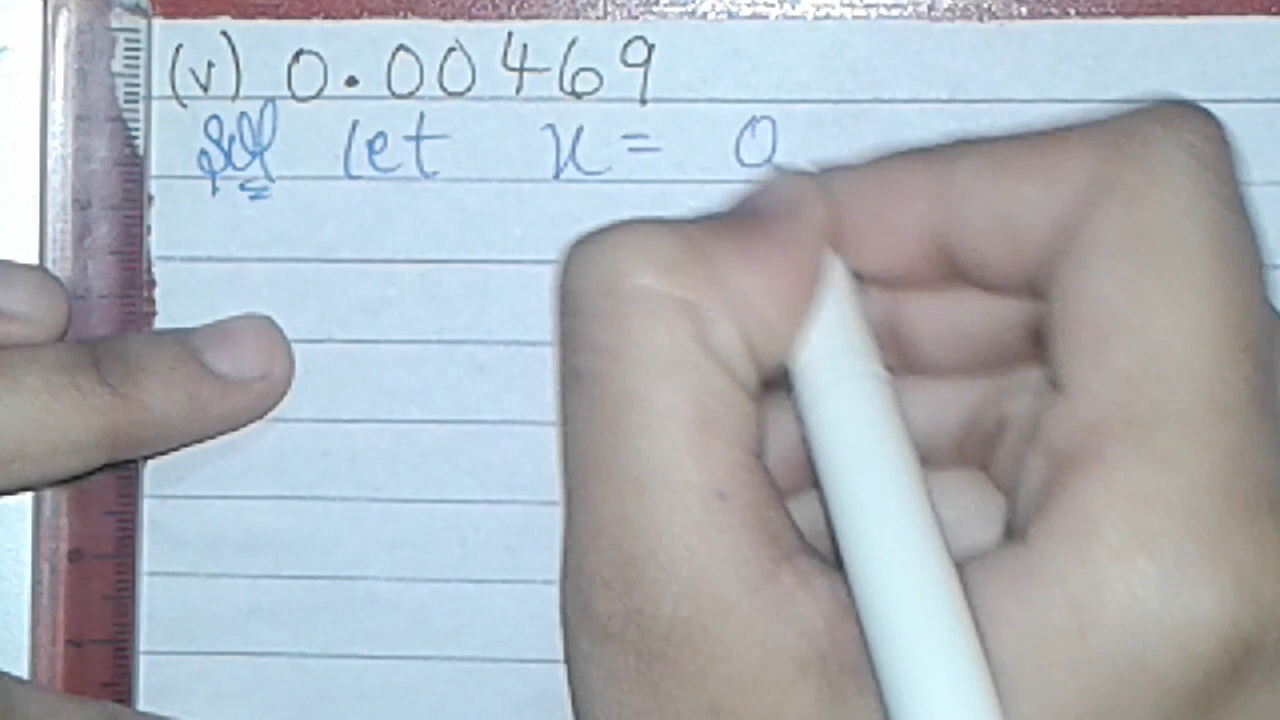 (v) 0.00469
Sol let x = 0